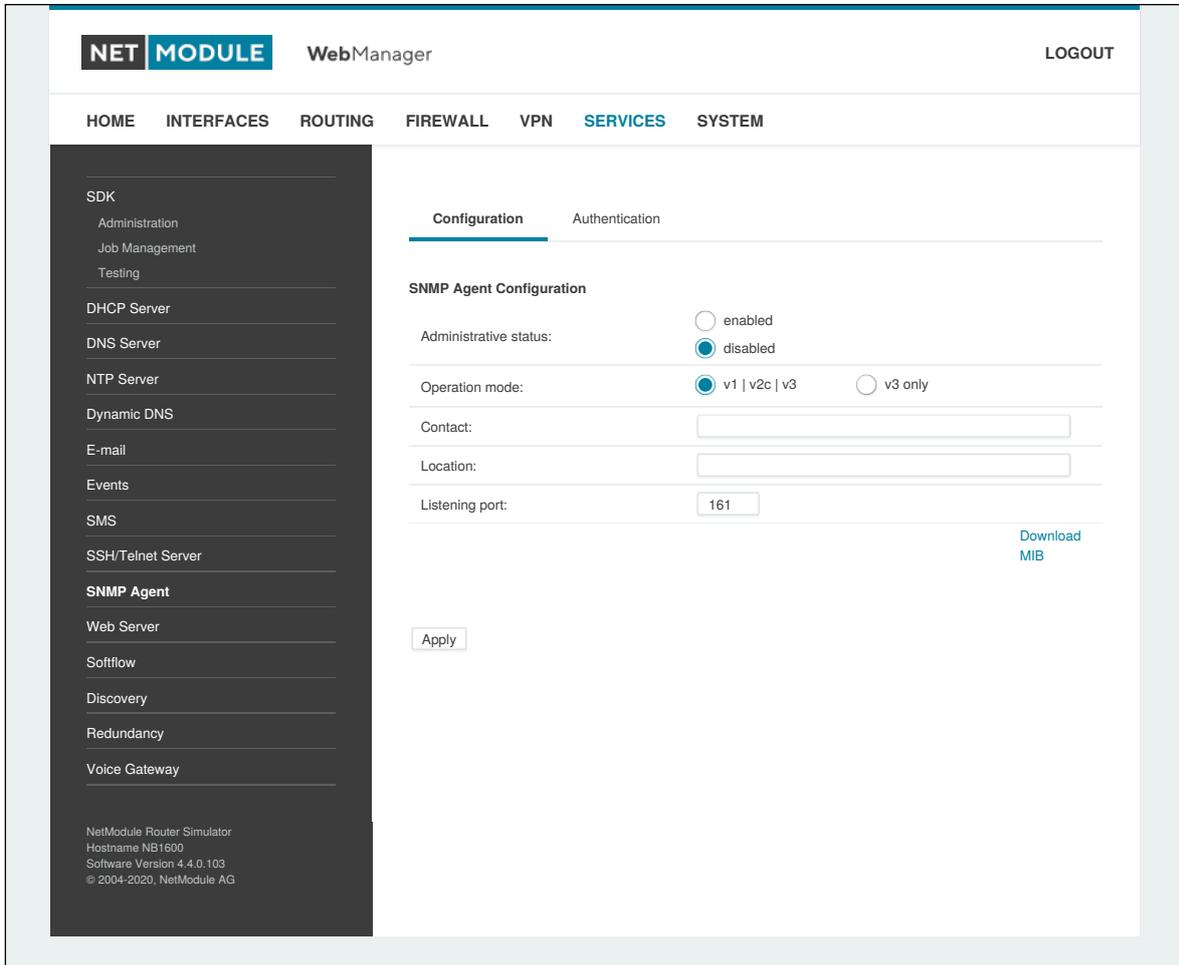 NET MODULE WebManager LOGOUT
HOME INTERFACES ROUTING FIREWALL VPN SERVICES SYSTEM
SDK
Administration
Job Management
Testing
DHCP Server
DNS Server
NTP Server
Dynamic DNS
E-mail
Events
SMS
SSH/Telnet Server
SNMP Agent
Web Server
Softflow
Discovery
Redundancy
Voice Gateway
NetModule Router Simulator
Hostname NB1600
Software Version 4.4.0.103
© 2004-2020, NetModule AG
Configuration Authentication
SNMP Agent Configuration
Administrative status:
enabled
disabled
Operation mode: v1 | v2c | v3 v3 only
Contact:
Location:
Listening port: 161
Download
MIB
Apply